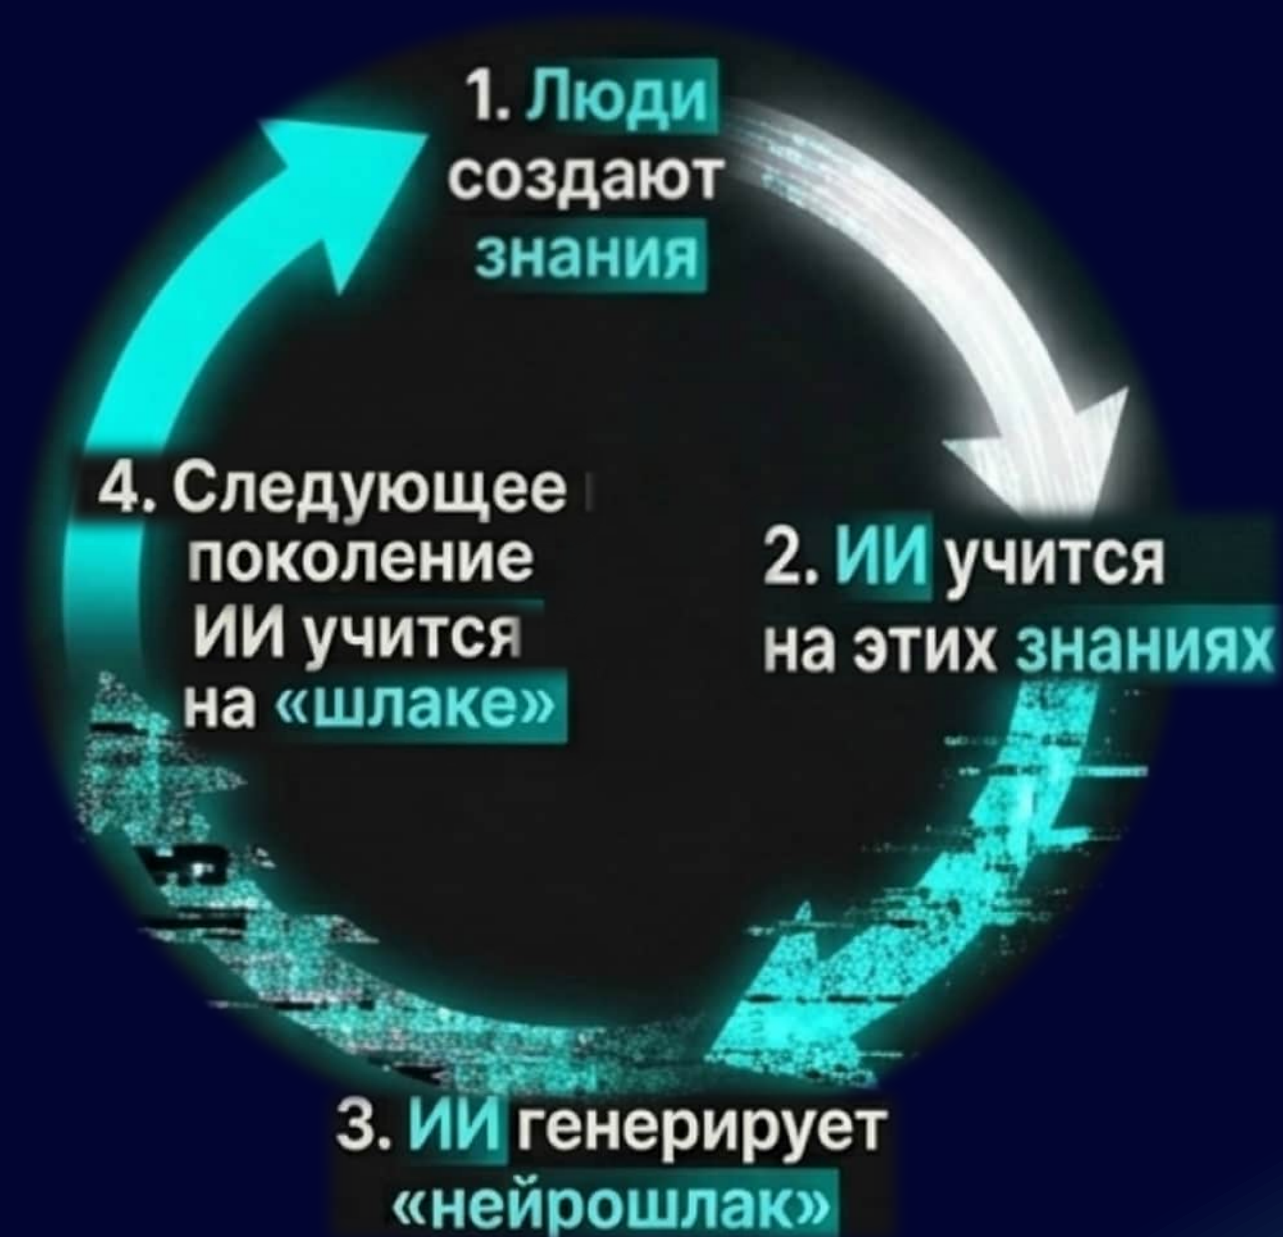 1. Люди
создают
знания
2. ИИ учится
на этих знаниях
3. ИИ генерирует
«нейрошлак»
4. Следующее
поколение
ИИ учится
на «шлаке»